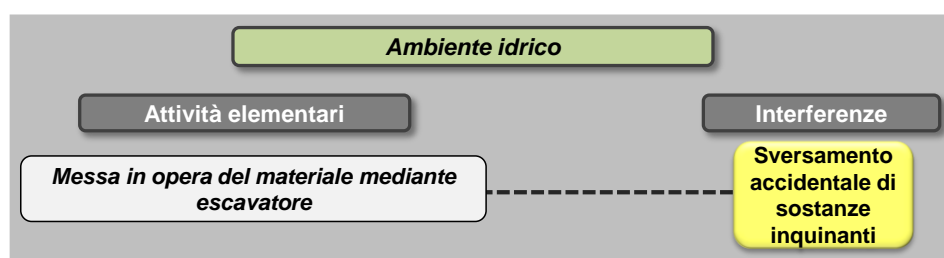 Ambiente idrico
Attività elementari
Interferenze
Messa in opera del materiale mediante
escavatore
Sversamento
accidentale di
sostanze
inquinanti